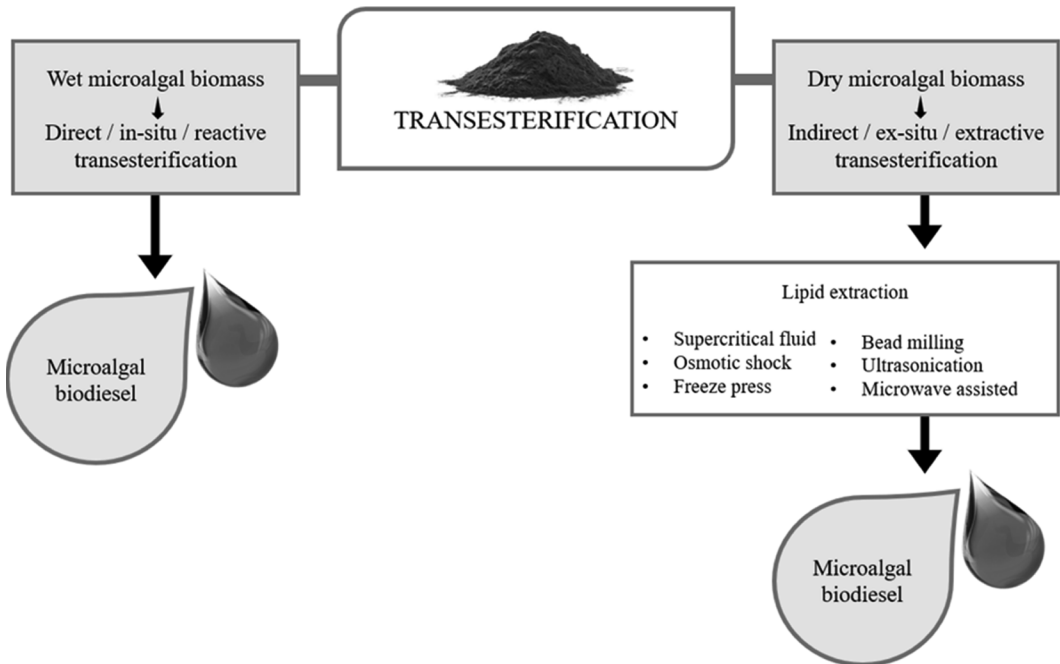 TRANSESTERIFICATION
Wet microalgal biomass
Direct / in-situ / reactive
transesterification
Microalgal
biodiesel
Dry microalgal biomass
Indirect / ex-situ / extractive
transesterification
Lipid extraction
• Supercritical fluid
• Osmotic shock
• Freeze press
• Bead milling
• Ultrasonication
• Microwave assisted
Microalgal
biodiesel